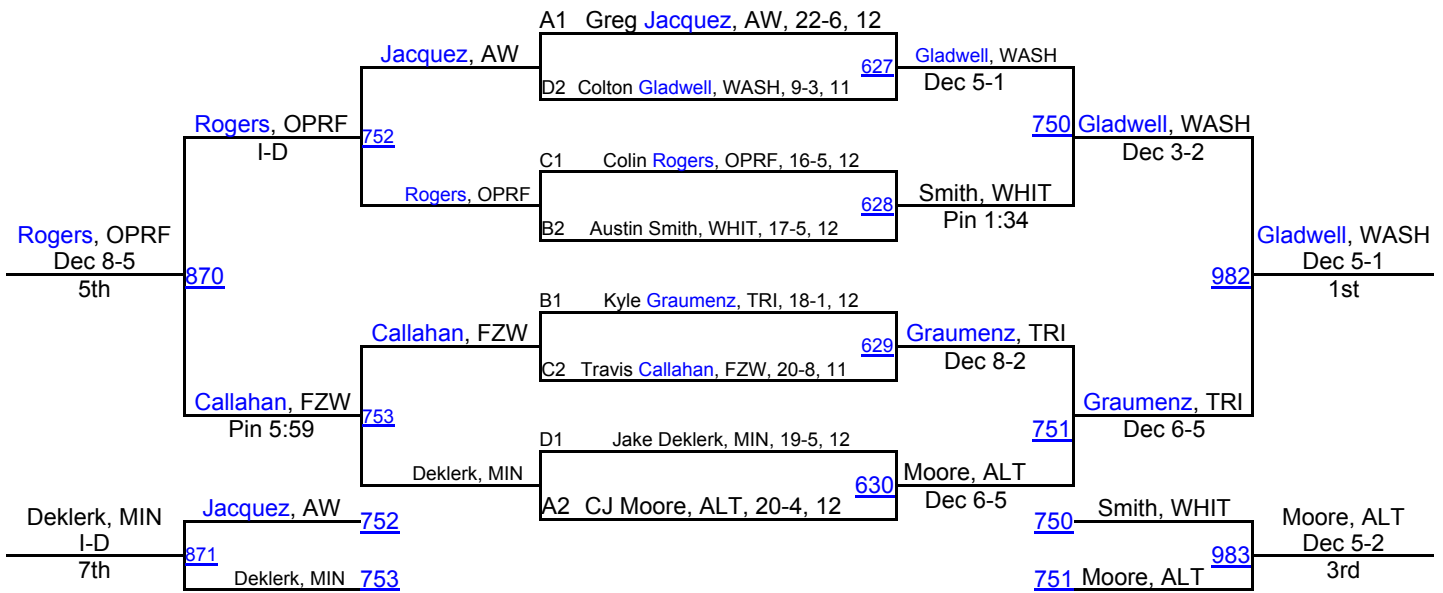 A1 Greg Jacquez, AW, 22-6, 12
Jacquez, AW
627
Gladwell, WASH
D2 Colton Gladwell, WASH, 9-3, 11
Dec 5-1
Rogers, OPRF
752
750
Gladwell, WASH
I-D
Dec 3-2
C1 Colin Rogers, OPRF, 16-5, 12
Rogers, OPRF
628
Smith, WHIT
B2 Austin Smith, WHIT, 17-5, 12
Pin 1:34
Rogers, OPRF
Gladwell, WASH
Dec 8-5
870
982
Dec 5-1
5th
1st
B1 Kyle Graumenz, TRI, 18-1, 12
Callahan, FZW
629
Graumenz, TRI
C2 Travis Callahan, FZW, 20-8, 11
Dec 8-2
Callahan, FZW
753
751
Graumenz, TRI
Pin 5:59
Dec 6-5
D1 Jake Deklerk, MIN, 19-5, 12
Deklerk, MIN
630
Moore, ALT
A2 CJ Moore, ALT, 20-4, 12
Dec 6-5
Deklerk, MIN
Jacquez, AW
752
750
Smith, WHIT
Moore, ALT
I-D
871
983
Dec 5-2
7th
Deklerk, MIN
753
751
Moore, ALT
3rd